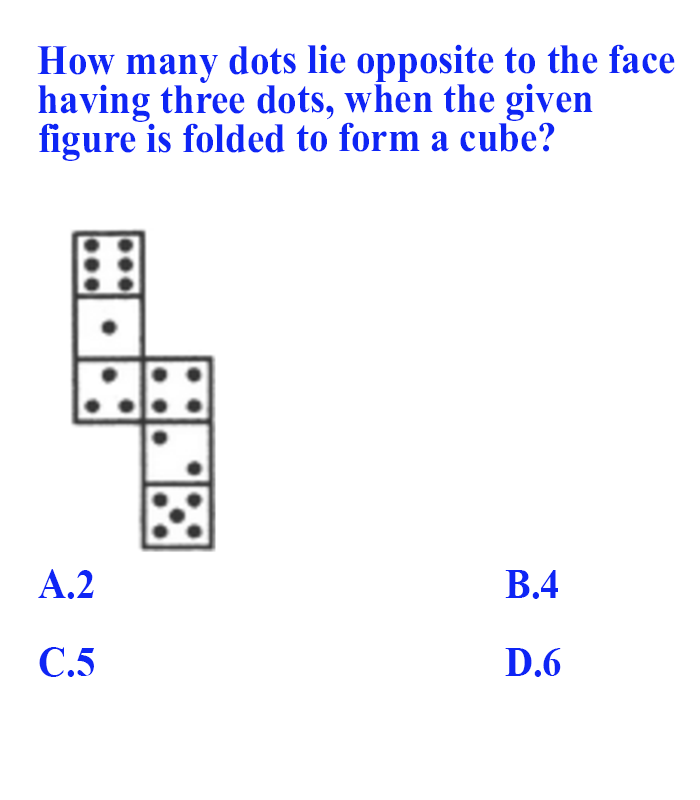 How many dots lie opposite to the face
having three dots, when the given
figure is folded to form a cube?
A.2
B.4
C.5
D.6